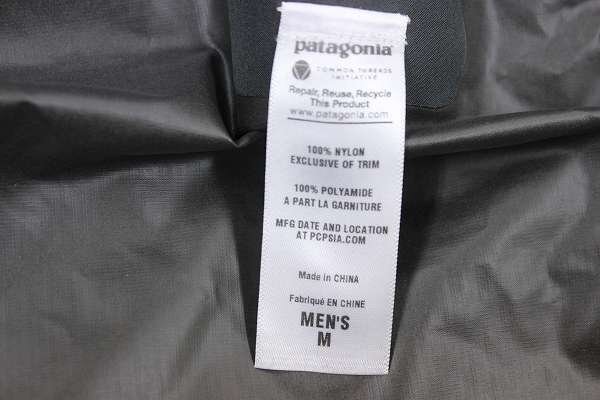 patagonia
COMMON THREADS
INITIATIVE
Repair, Reuse, Recycle
This Product
www.patagonia.com
100% NYLON
EXCLUSIVE OF TRIM
100% POLYAMIDE
A PART LA GARNITURE
MFG DATE AND LOCATION
AT PCPSIA.COM
Made in CHINA
Fabriqué EN CHINE
MEN'S
M